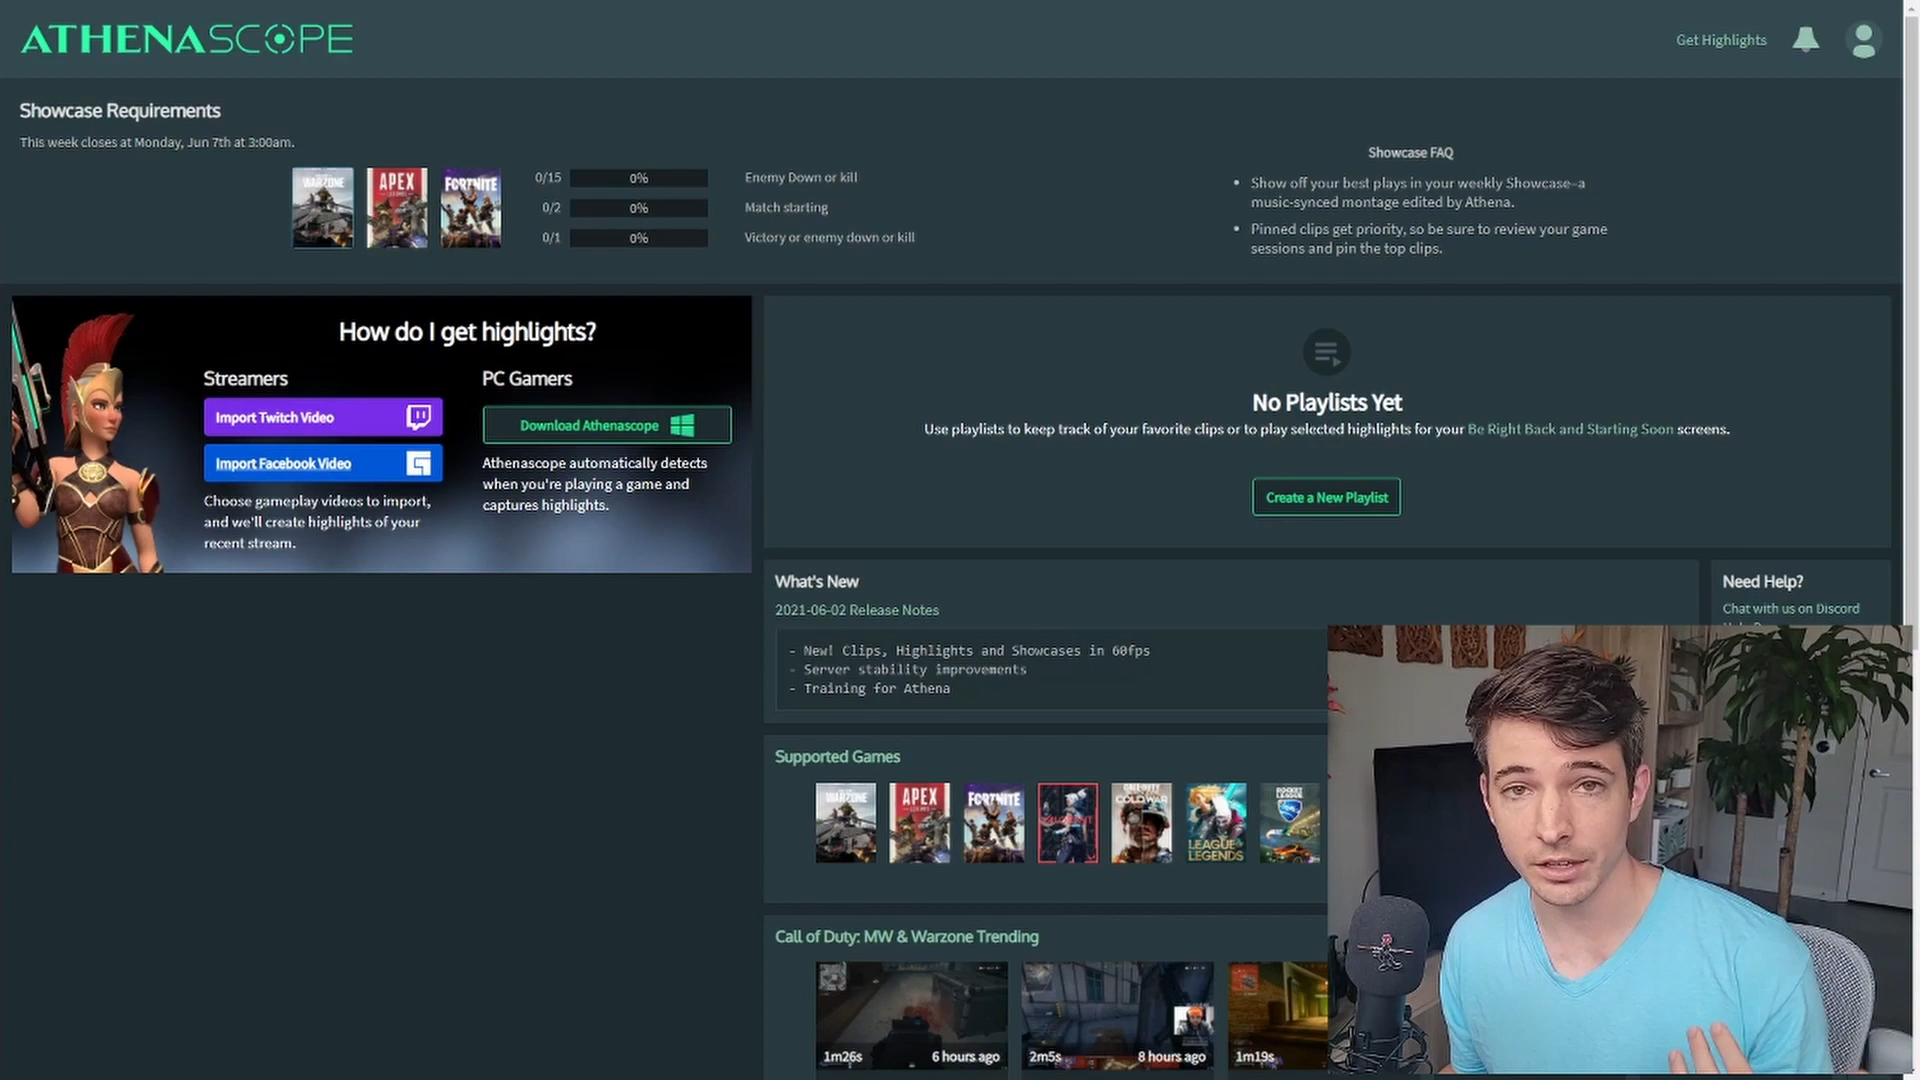 ATHENASCOPE
Get Highlights
Showcase Requirements
This week closes at Monday, Jun 7th at 3:00am.
WARZONE
APEX
LEGENDS
FORTNITE
0/15
0%
Enemy Down or kill
0/2
0%
Match starting
0/1
0%
Victory or enemy down or kill
Showcase FAQ
• Show off your best plays in your weekly Showcase–a
music-synced montage edited by Athena.
• Pinned clips get priority, so be sure to review your game
sessions and pin the top clips.
How do I get highlights?
Streamers
Import Twitch Video
Import Facebook Video
Choose gameplay videos to import,
and we'll create highlights of your
recent stream.
PC Gamers
Download Athenascope
Athenascope automatically detects
when you're playing a game and
captures highlights.
No Playlists Yet
Use playlists to keep track of your favorite clips or to play selected highlights for your Be Right Back and Starting Soon screens.
Create a New Playlist
What's New
2021-06-02 Release Notes
- New! Clips, Highlights and Showcases in 60fps
- Server stability improvements
- Training for Athena
Need Help?
Chat with us on Discord
Supported Games
WARZONE
APEX
LEGENDS
FORTNITE
VALORANT
CALL OF DUTY
COLD WAR
LEAGUE
LEGENDS
ROCKET
LEAGUE
Call of Duty: MW & Warzone Trending
1m26s
6 hours ago
2m5s
8 hours ago
1m19s